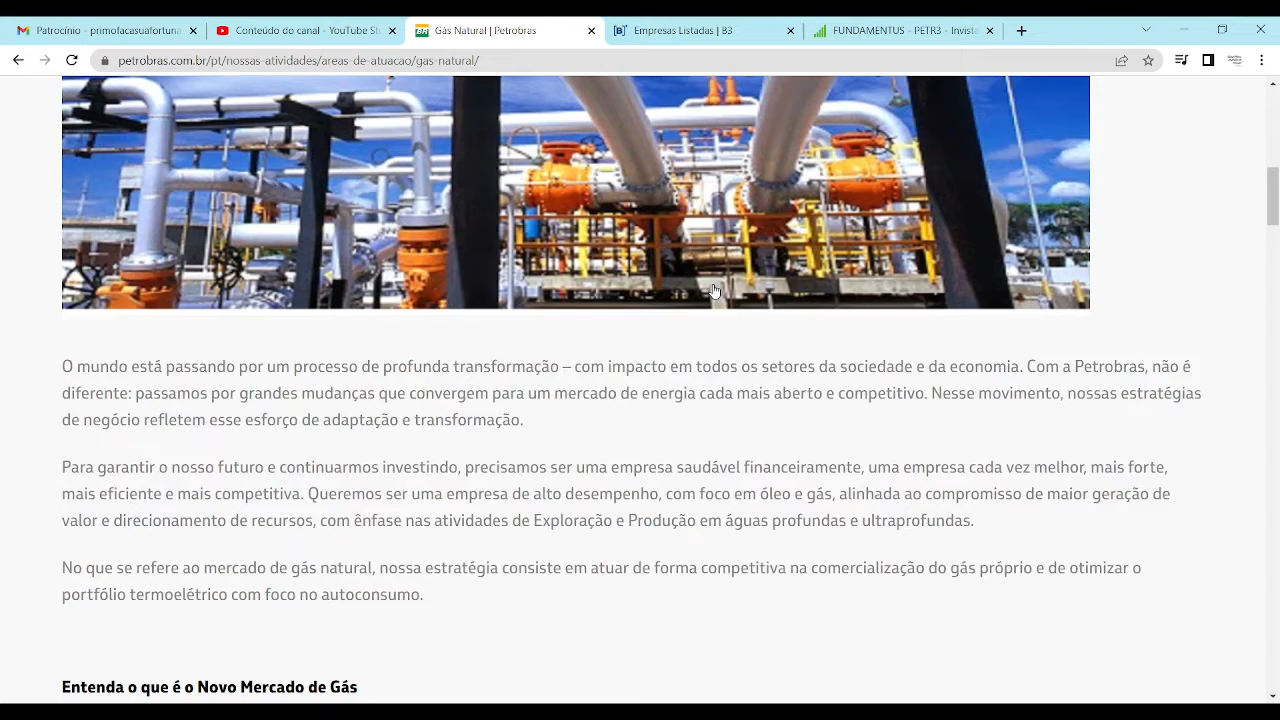 Patrocínio - primofacasuafortuna
Conteúdo do canal - YouTube St
Gás Natural | Petrobras
Empresas Listadas | B3
FUNDAMENTUS - PETR3 - Invista
petrobras.com.br/pt/nossas-atividades/areas-de-atuacao/gas-natural/
O mundo está passando por um processo de profunda transformação – com impacto em todos os setores da sociedade e da economia. Com a Petrobras, não é
diferente: passamos por grandes mudanças que convergem para um mercado de energia cada mais aberto e competitivo. Nesse movimento, nossas estratégias
de negócio refletem esse esforço de adaptação e transformação.
Para garantir o nosso futuro e continuarmos investindo, precisamos ser uma empresa saudável financeiramente, uma empresa cada vez melhor, mais forte,
mais eficiente e mais competitiva. Queremos ser uma empresa de alto desempenho, com foco em óleo e gás, alinhada ao compromisso de maior geração de
valor e direcionamento de recursos, com ênfase nas atividades de Exploração e Produção em águas profundas e ultraprofundas.
No que se refere ao mercado de gás natural, nossa estratégia consiste em atuar de forma competitiva na comercialização do gás próprio e de otimizar o
portfólio termoelétrico com foco no autoconsumo.
Entenda o que é o Novo Mercado de Gás